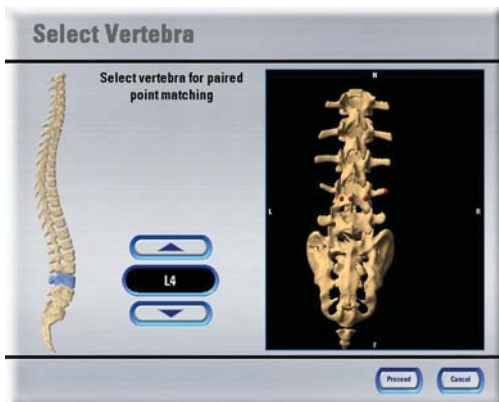 Select Vertebra
Select vertebra for paired
point matching
H
L
R
L4
F
Proceed
Cancel